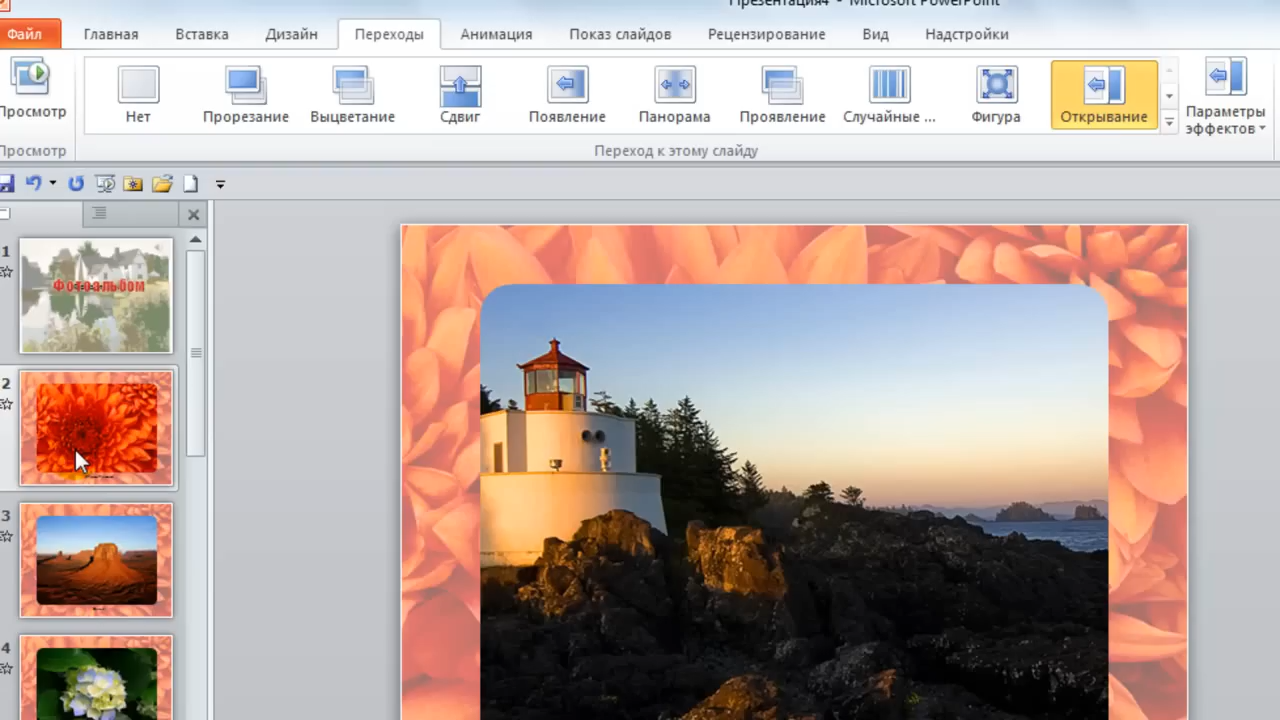 Презентация4 - Microsoft PowerPoint
Файл
Главная
Вставка
Дизайн
Переходы
Анимация
Показ слайдов
Рецензирование
Вид
Надстройки
Просмотр
Нет
Прорезание
Выцветание
Сдвиг
Появление
Панорама
Проявление
Случайные ...
Фигура
Открывание
Параметры
эффектов
Просмотр
Переход к этому слайду
1
Фотоальбом
2
3
4